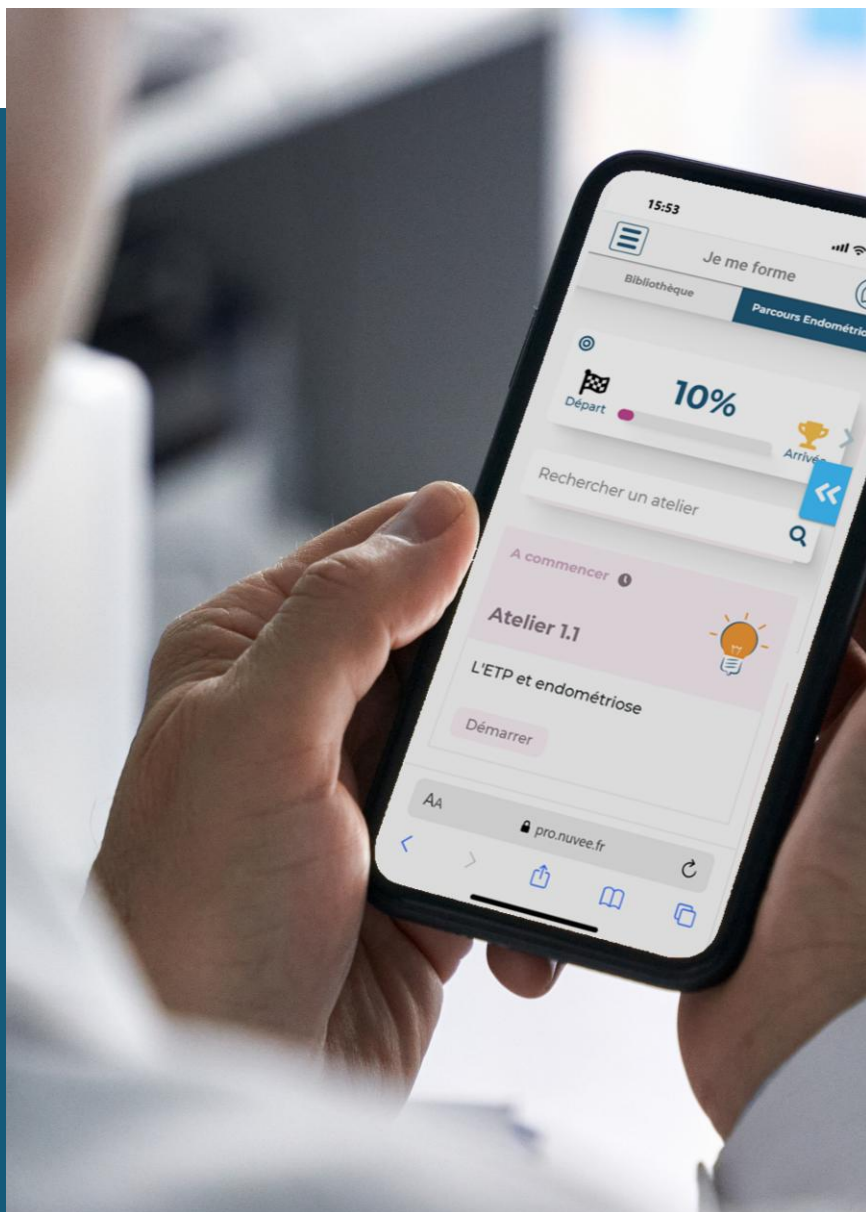 15:53
Je me forme
Bibliothèque
Parcours Endométrio
10%
Départ
Arrivée
Rechercher un atelier
A commencer
Atelier 1.1
L'ETP et endométriose
Démarrer
AA
pro.nuvee.fr